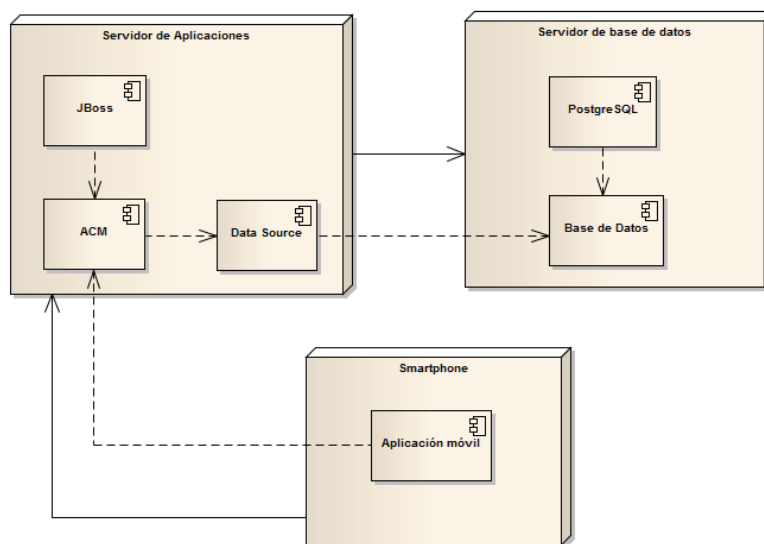 Servidor de Aplicaciones
JBoss
ACM
Data Source
Servidor de base de datos
PostgreSQL
Base de Datos
Smartphone
Aplicación móvil